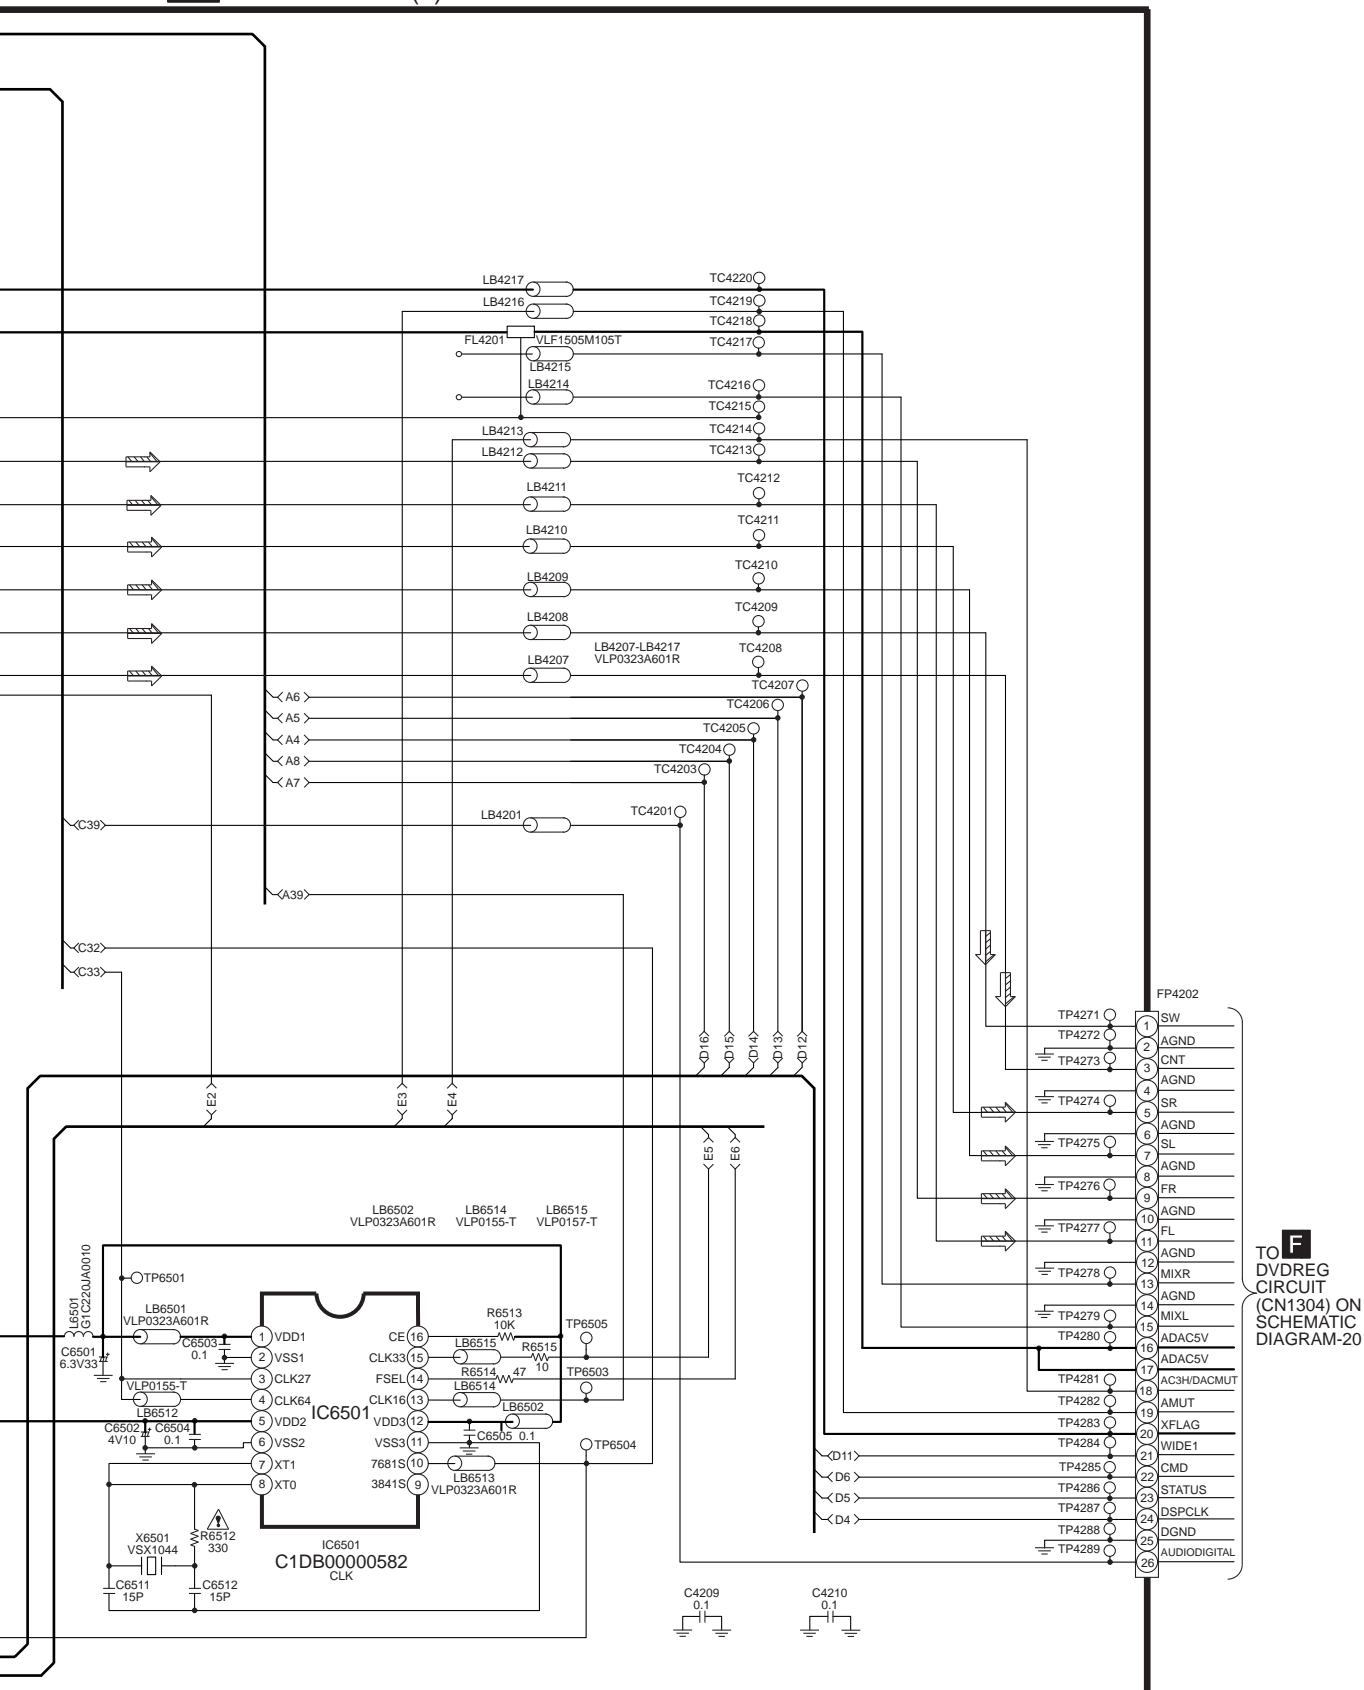 LB4217
TC4220
LB4216
TC4219
TC4218
FL4201
VLF1505M105T
TC4217
LB4215
LB4214
TC4216
TC4215
LB4213
TC4214
LB4212
TC4213
LB4211
TC4212
LB4210
TC4211
LB4209
TC4210
LB4208
TC4209
LB4207
LB4207-LB4217
VLP0323A601R
TC4208
TC4207
A6
TC4206
A5
TC4205
A4
TC4204
A8
TC4203
A7
LB4201
TC4201
C39
A39
C32
C33
D16
D15
D14
D13
D12
E2
E3
E4
E5
E6
FP4202
TP4271
1
SW
TP4272
2
AGND
TP4273
3
CNT
4
AGND
TP4274
5
SR
6
AGND
TP4275
7
SL
8
AGND
TP4276
9
FR
10
AGND
TP4277
11
FL
12
AGND
TP4278
13
MIXR
14
AGND
TP4279
15
MIXL
TP4280
16
ADAC5V
17
ADAC5V
TP4281
18
AC3H/DACMUT
TP4282
19
AMUT
TP4283
20
XFLAG
TP4284
21
WIDE1
TP4285
22
CMD
TP4286
23
STATUS
TP4287
24
DSPCLK
TP4288
25
DGND
TP4289
26
AUDIODIGITAL
D11
D6
D5
D4
TO F
DVDREG
CIRCUIT
(CN1304) ON
SCHEMATIC
DIAGRAM-20
LB6502
VLP0323A601R
LB6514
VLP0155-T
LB6515
VLP0157-T
L6501
G1C220JA0010
TP6501
LB6501
VLP0323A601R
C6501
6.3V33
C6503
0.1
VLP0155-T
LB6512
C6502
4V10
C6504
0.1
1 VDD1
2 VSS1
3 CLK27
4 CLK64
5 VDD2
6 VSS2
7 XT1
8 XT0
IC6501
CE 16
CLK33 15
FSEL 14
CLK16 13
VDD3 12
VSS3 11
7681S 10
3841S 9
R6513
10K
LB6515
R6515
10
TP6505
R6514
47
TP6503
LB6514
LB6502
C6505 0.1
TP6504
LB6513
VLP0323A601R
X6501
VSX1044
R6512
330
C6511
15P
C6512
15P
IC6501
C1DB00000582
CLK
C4209
0.1
C4210
0.1